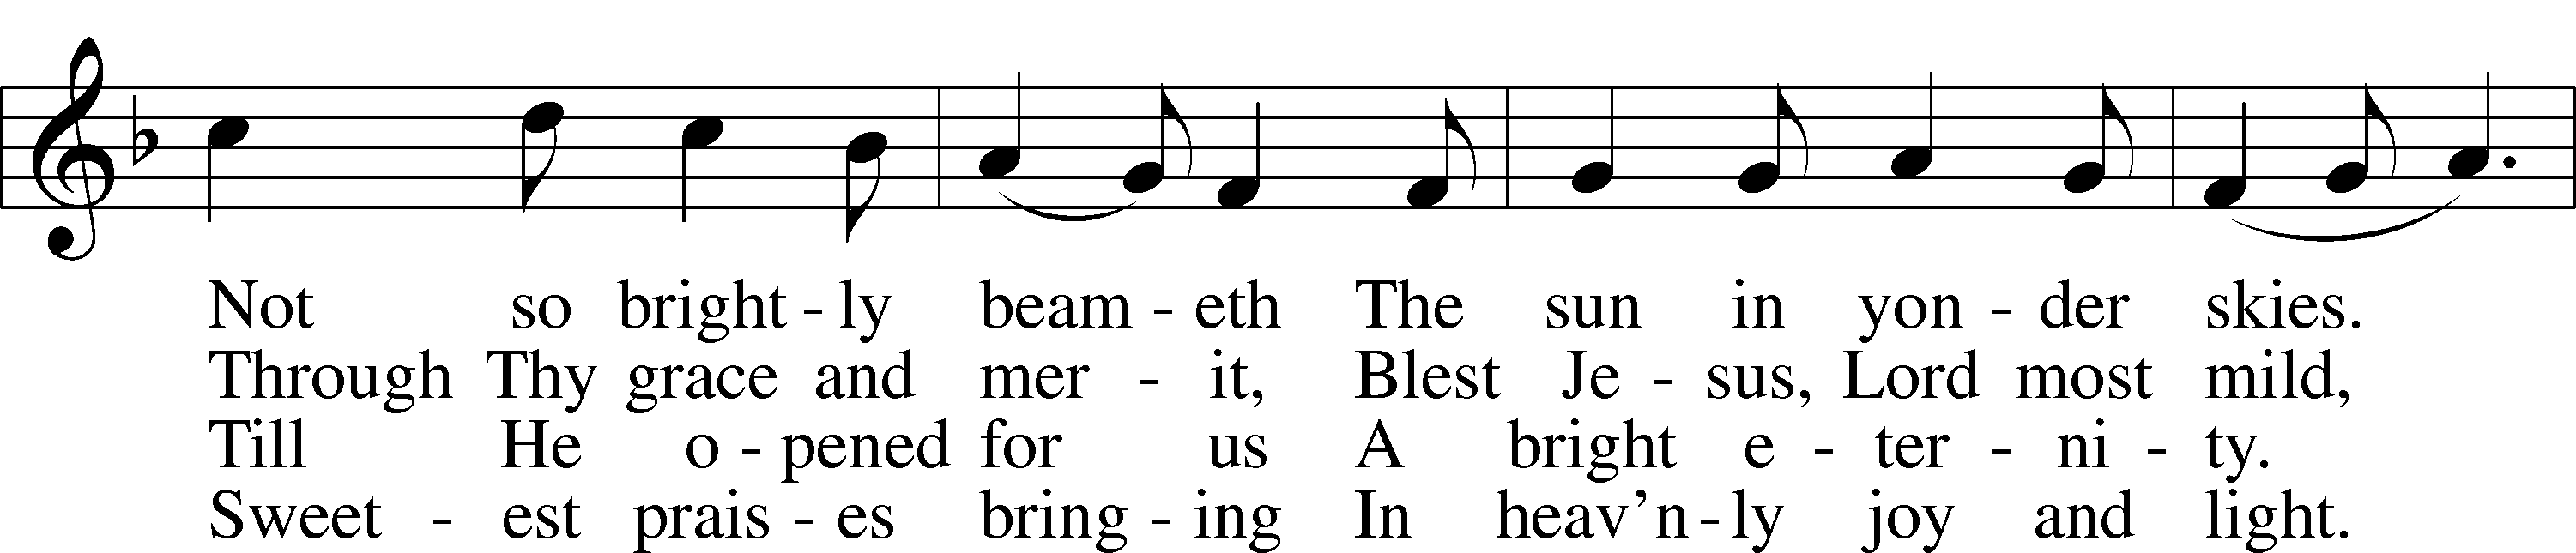 Not so bright - ly beam - eth The sun in yon - der skies.
Through Thy grace and mer - it, Blest Je - sus, Lord most mild,
Till He o - pened for us A bright e - ter - ni - ty.
Sweet - est prais - es bring - ing In heav'n - ly joy and light.